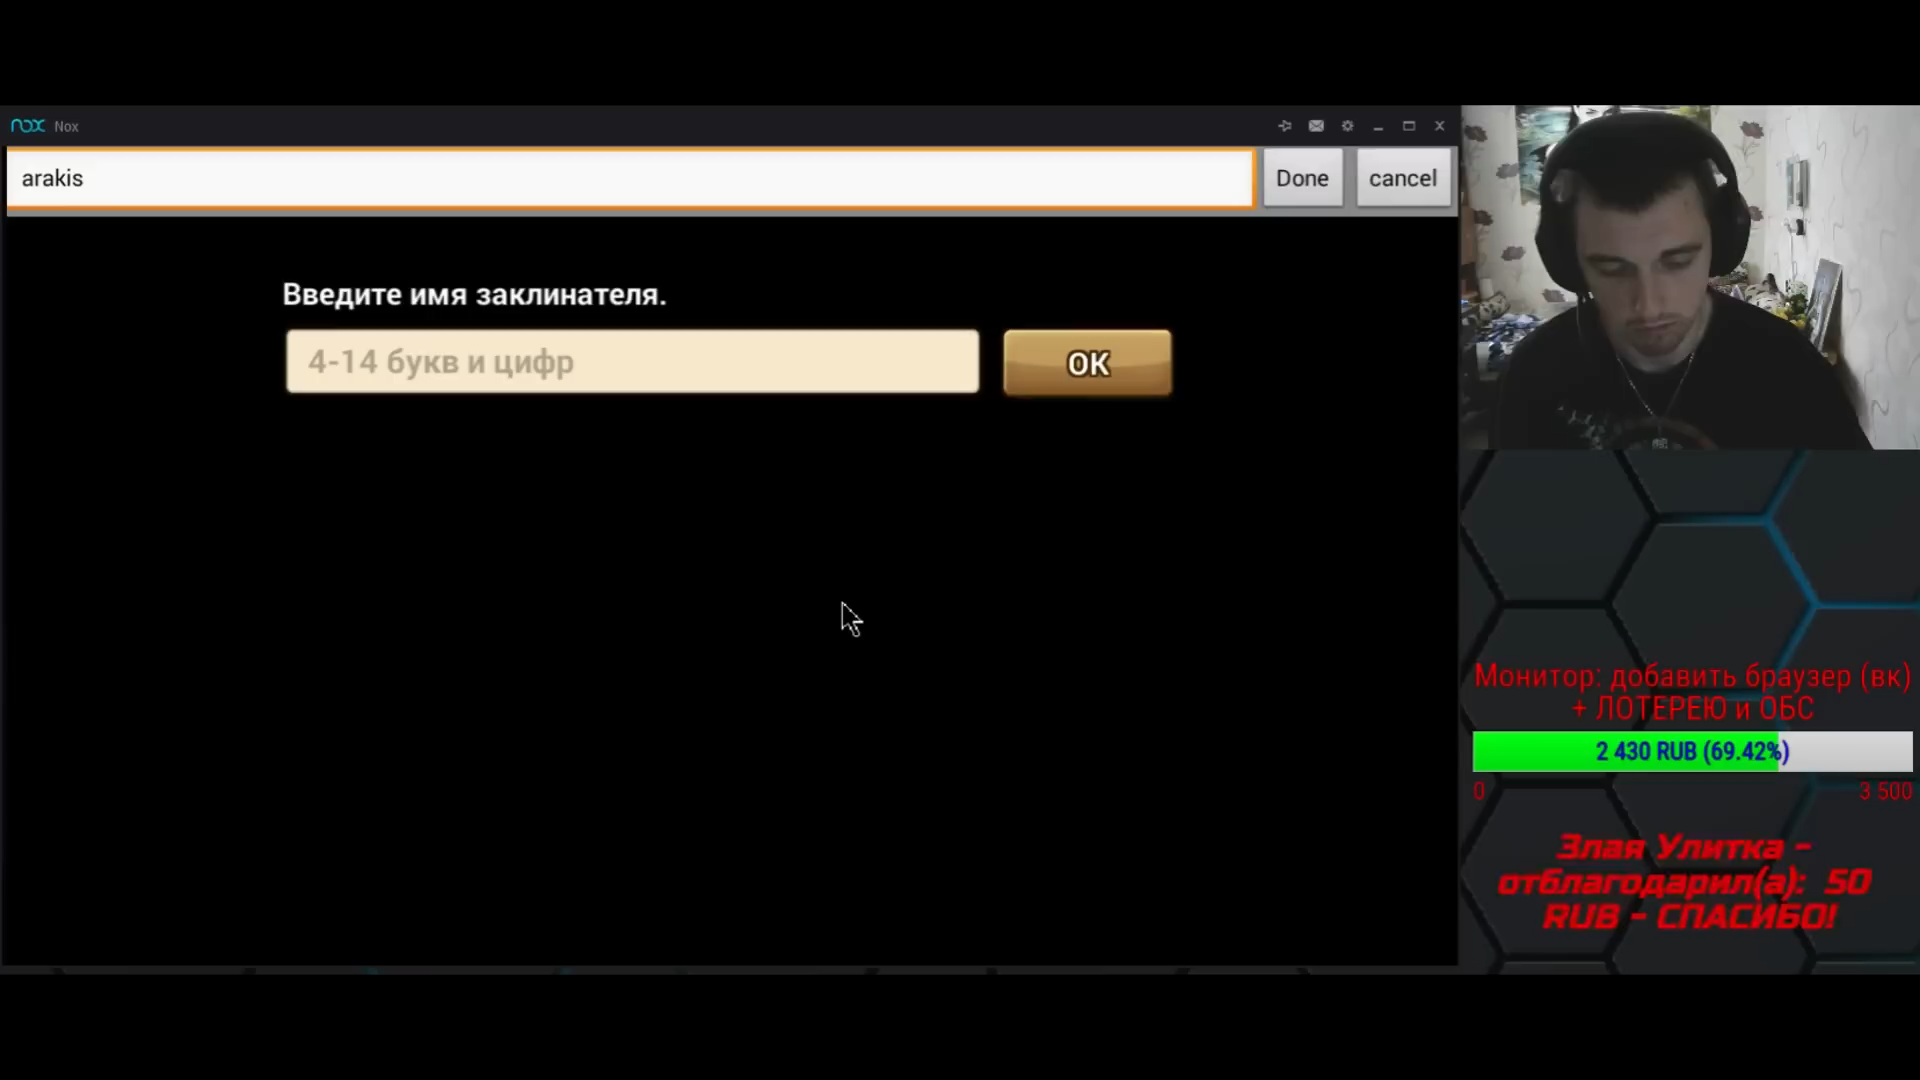 nox Nox
arakis
Done
cancel
Введите имя заклинателя.
4-14 букв и цифр
OK
Монитор: добавить браузер (вк)
+ ЛОТЕРЕЮ и ОБС
2 430 RUB (69.42%)
0
3 500
Злая Улитка -
отблагодарил(а): 50
RUB - СПАСИБО!